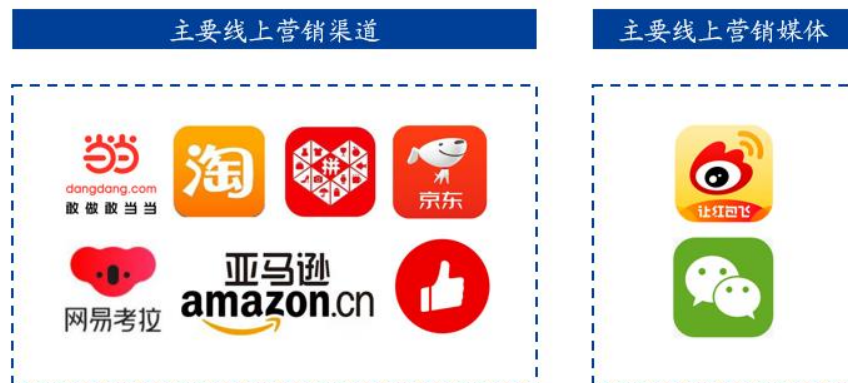 主要线上营销渠道
主要线上营销媒体
当当
dangdang.com
敢做敢当当
淘
拼
京东
让红包飞
网易考拉
亚马逊
amazon.cn